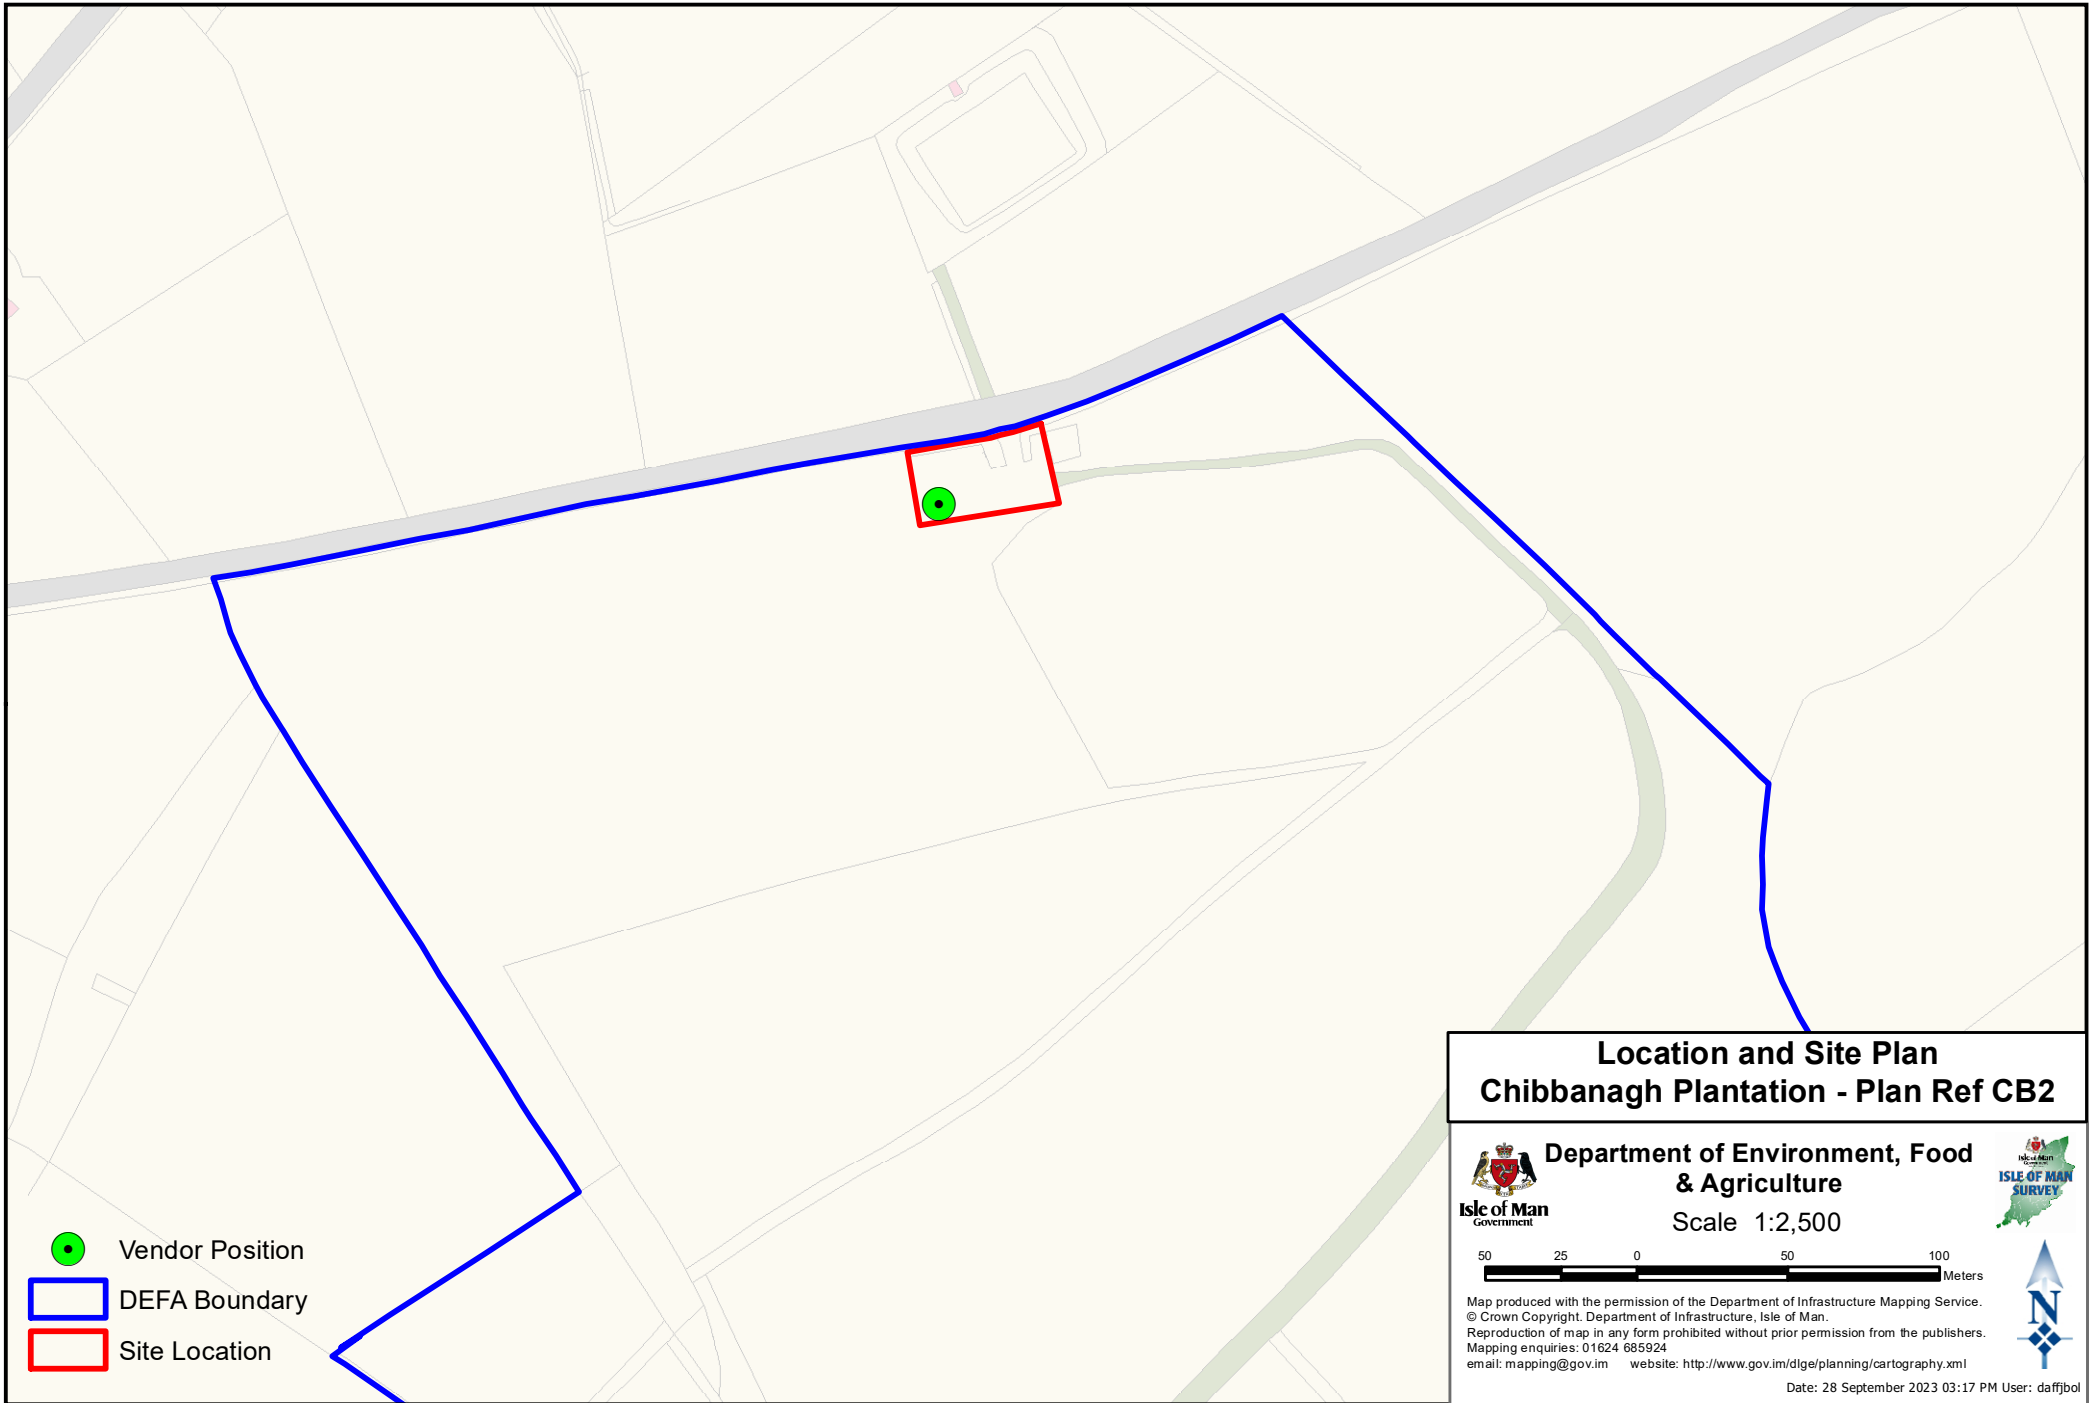 Location and Site Plan
Chibbanagh Plantation - Plan Ref CB2
Isle of Man
Government
Department of Environment, Food
& Agriculture
Scale 1:2,500
Isle of Man
Government
ISLE OF MAN
SURVEY
50 25 0 50 100
Meters
N
Map produced with the permission of the Department of Infrastructure Mapping Service.
© Crown Copyright. Department of Infrastructure, Isle of Man.
Reproduction of map in any form prohibited without prior permission from the publishers.
Mapping enquiries: 01624 685924
email: mapping@gov.im website: http://www.gov.im/dlge/planning/cartography.xml
Date: 28 September 2023 03:17 PM User: daffjbol
Vendor Position
DEFA Boundary
Site Location